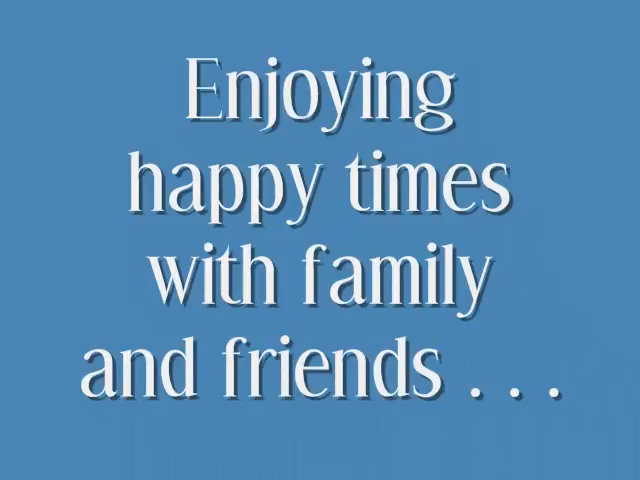 Enjoying
happy times
with family
and friends . . .